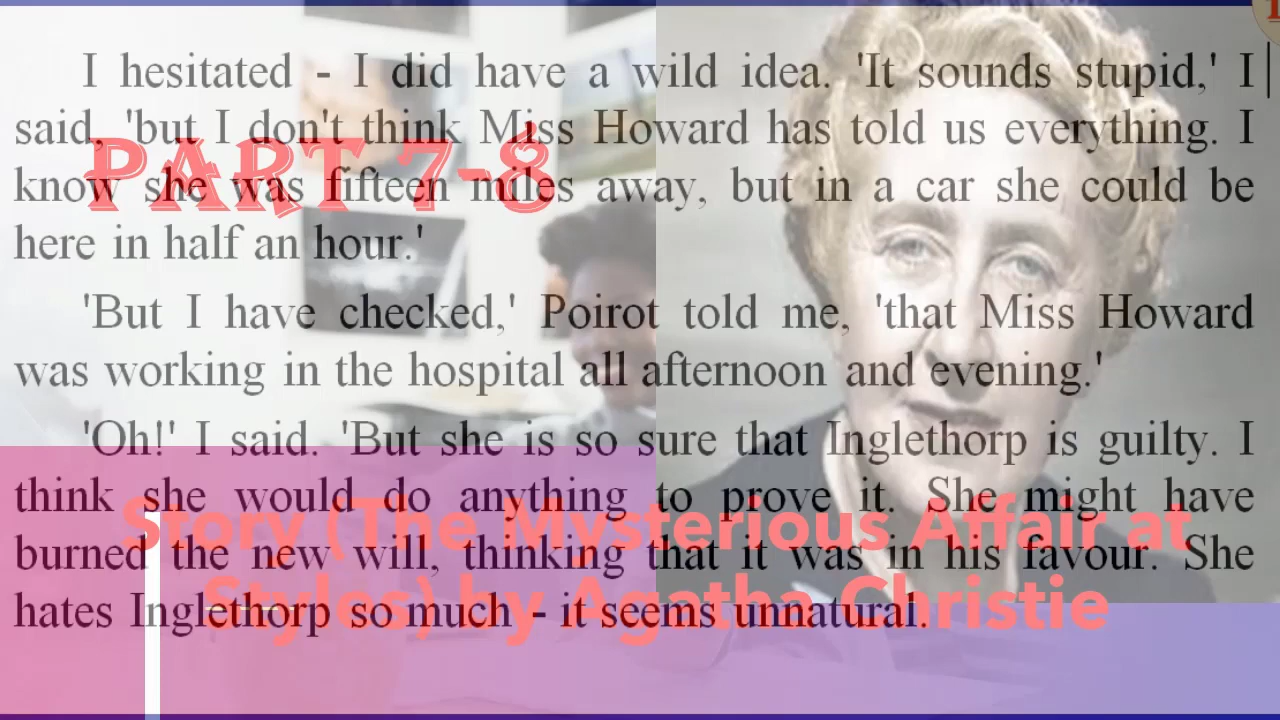 I hesitated - I did have a wild idea. 'It sounds stupid,' I
said, 'but I don't think Miss Howard has told us everything. I
PART 7-8
know she was fifteen miles away, but in a car she could be
here in half an hour.'
'But I have checked,' Poirot told me, 'that Miss Howard
was working in the hospital all afternoon and evening.'
'Oh!' I said. 'But she is so sure that Inglethorp is guilty. I
think she would do anything to prove it. She might have
Story (The Mysterious Affair at
burned the new will, thinking that it was in his favour. She
Styles) by Agatha Christie
hates Inglethorp so much - it seems unnatural.